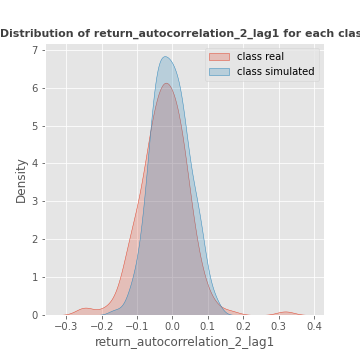 Distribution of return_autocorrelation_2_lag1 for each clas
class real
class simulated
7
6
5
4
3
2
1
0
Density
−0.3 −0.2 −0.1 0.0 0.1 0.2 0.3 0.4
return_autocorrelation_2_lag1